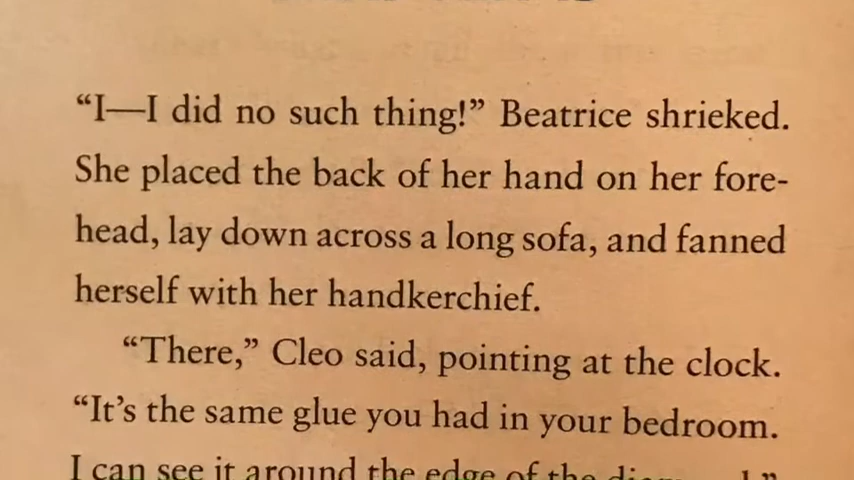 “I—I did no such thing!” Beatrice shrieked.
She placed the back of her hand on her fore-
head, lay down across a long sofa, and fanned
herself with her handkerchief.
“There,” Cleo said, pointing at the clock.
“It’s the same glue you had in your bedroom.
I can see it around the edge of the